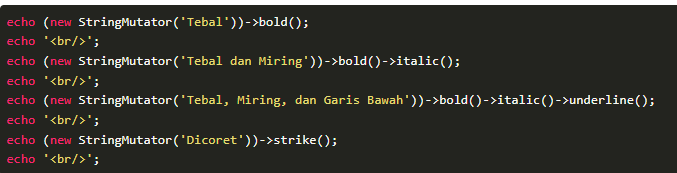 echo (new StringMutator('Tebal'))->bold();
echo '<br/>';
echo (new StringMutator('Tebal dan Miring'))->bold()->italic();
echo '<br/>';
echo (new StringMutator('Tebal, Miring, dan Garis Bawah'))->bold()->italic()->underline();
echo '<br/>';
echo (new StringMutator('Dicoret'))->strike();
echo '<br/>';